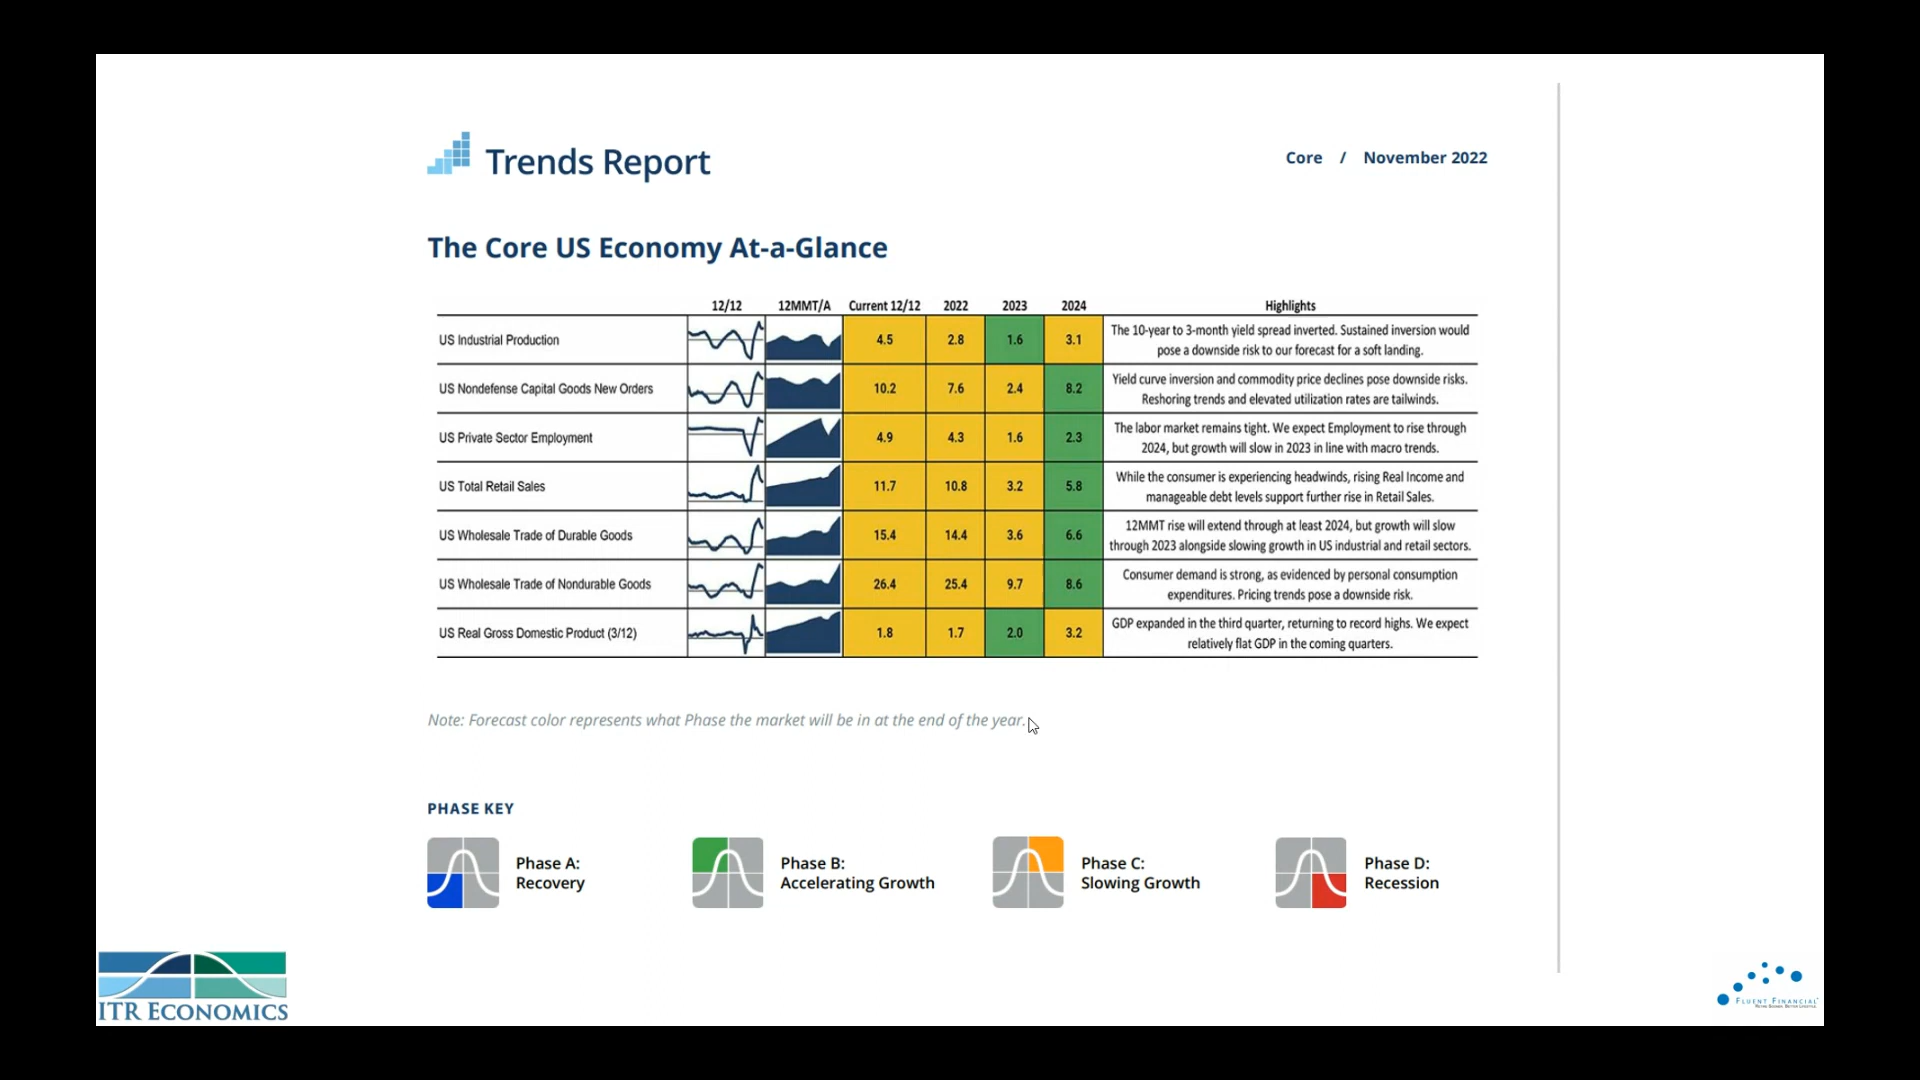 Trends Report
Core / November 2022
The Core US Economy At-a-Glance
12/12 12MMT/A Current 12/12 2022 2023 2024 Highlights
US Industrial Production 4.5 2.8 1.6 3.1 The 10-year to 3-month yield spread inverted. Sustained inversion would
pose a downside risk to our forecast for a soft landing.
US Nondefense Capital Goods New Orders 10.2 7.6 2.4 8.2 Yield curve inversion and commodity price declines pose downside risks.
Reshoring trends and elevated utilization rates are tailwinds.
US Private Sector Employment 4.9 4.3 1.6 2.3 The labor market remains tight. We expect Employment to rise through
2024, but growth will slow in 2023 in line with macro trends.
US Total Retail Sales 11.7 10.8 3.2 5.8 While the consumer is experiencing headwinds, rising Real Income and
manageable debt levels support further rise in Retail Sales.
US Wholesale Trade of Durable Goods 15.4 14.4 3.6 6.6 12MMT rise will extend through at least 2024, but growth will slow
through 2023 alongside slowing growth in US industrial and retail sectors.
US Wholesale Trade of Nondurable Goods 26.4 25.4 9.7 8.6 Consumer demand is strong, as evidenced by personal consumption
expenditures. Pricing trends pose a downside risk.
US Real Gross Domestic Product (3/12) 1.8 1.7 2.0 3.2 GDP expanded in the third quarter, returning to record highs. We expect
relatively flat GDP in the coming quarters.
Note: Forecast color represents what Phase the market will be in at the end of the year.
PHASE KEY
Phase A:
Recovery
Phase B:
Accelerating Growth
Phase C:
Slowing Growth
Phase D:
Recession
ITR ECONOMICS
FLUENT FINANCIAL